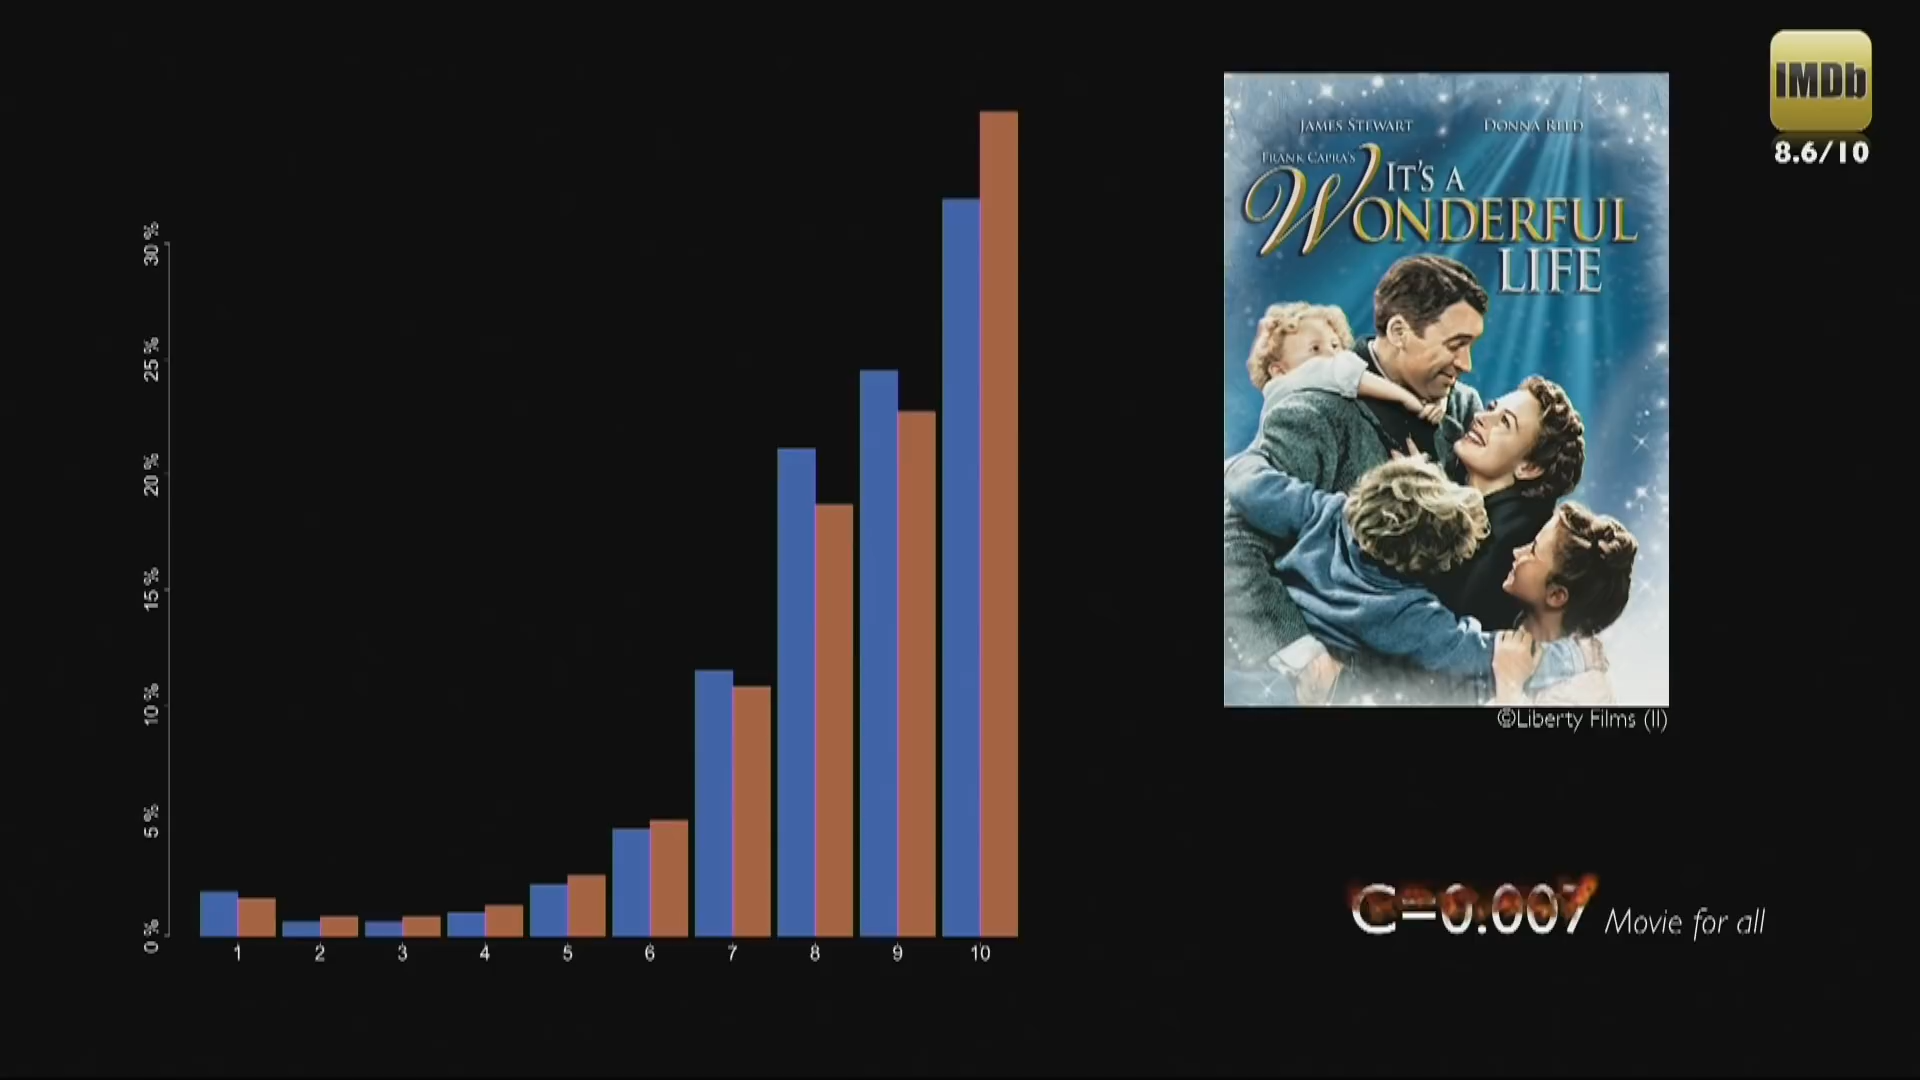 IMDb
8.6/10
JAMES STEWART DONNA REED
FRANK CAPRA'S
IT'S A
WONDERFUL
LIFE
©Liberty Films (II)
30 %
25 %
20 %
15 %
10 %
5 %
0 %
1 2 3 4 5 6 7 8 9 10
C=0.007 Movie for all